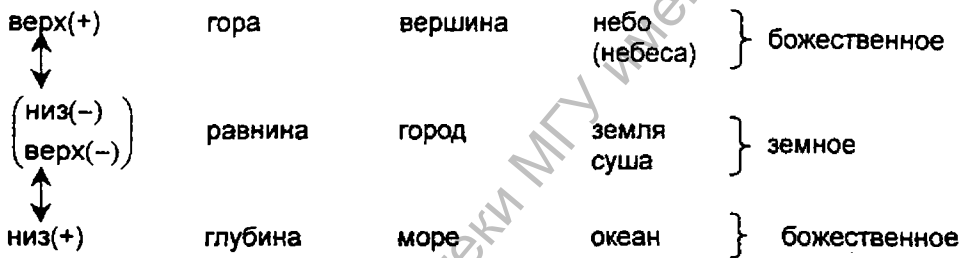 верх(+) гора вершина небо (небеса) божественное
низ(–) верх(–) равнина город земля суша земное
низ(+) глубина море океан божественное